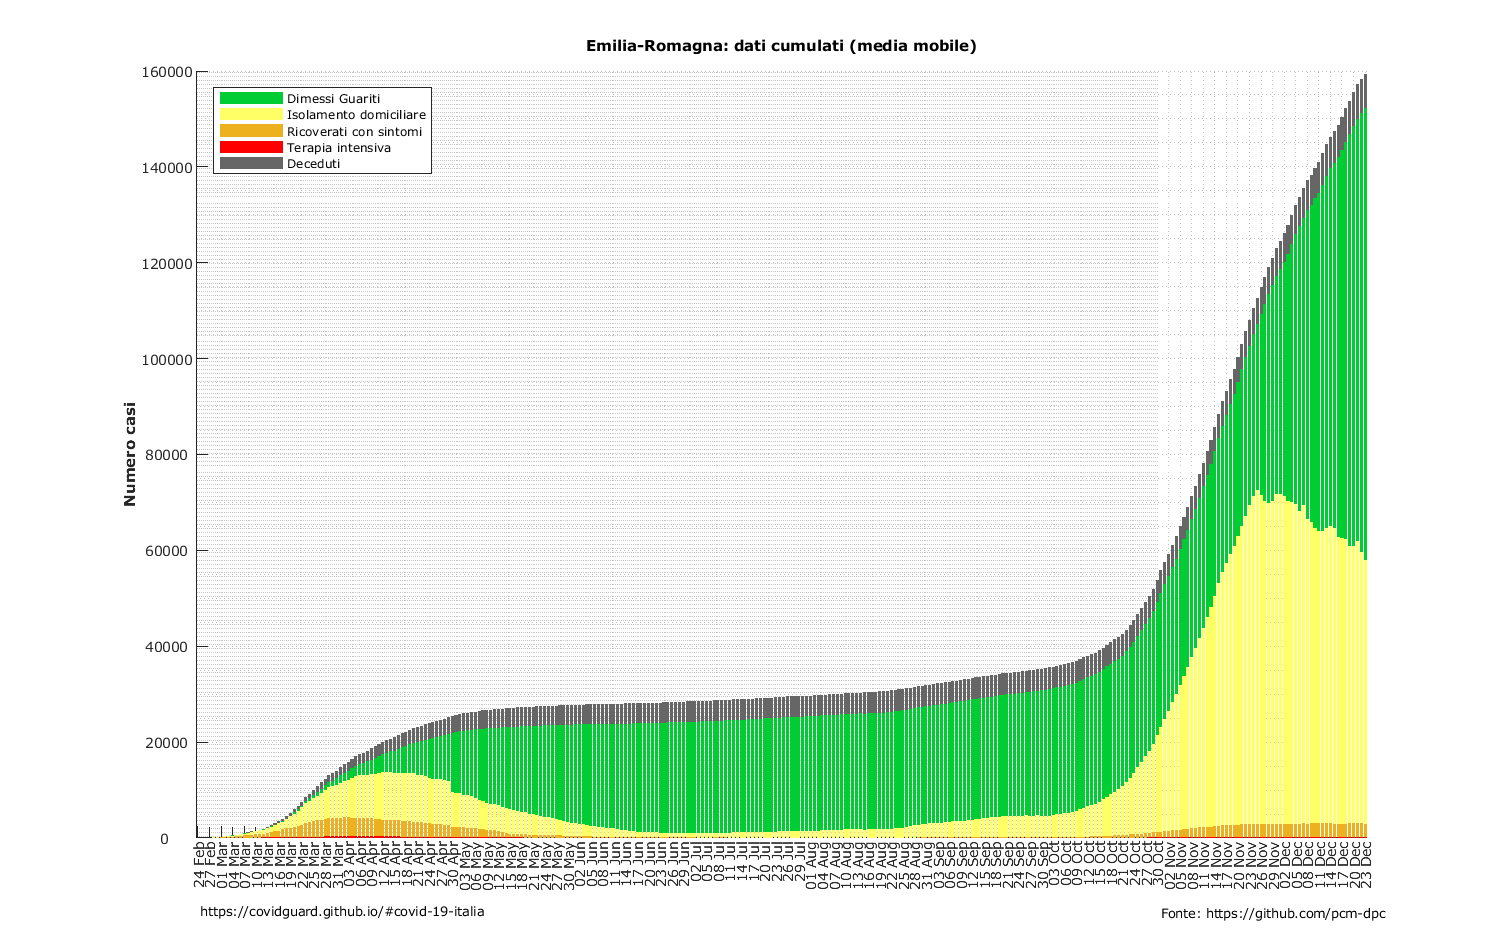 Emilia-Romagna: dati cumulati (media mobile)
160000
140000
120000
100000
80000
60000
40000
20000
0
Numero casi
Dimessi Guariti
Isolamento domiciliare
Ricoverati con sintomi
Terapia intensiva
Deceduti
24 Feb
27 Feb
01 Mar
04 Mar
07 Mar
10 Mar
13 Mar
16 Mar
19 Mar
22 Mar
25 Mar
28 Mar
31 Mar
03 Apr
06 Apr
09 Apr
12 Apr
15 Apr
18 Apr
21 Apr
24 Apr
27 Apr
30 Apr
03 May
06 May
09 May
12 May
15 May
18 May
21 May
24 May
27 May
30 May
02 Jun
05 Jun
08 Jun
11 Jun
14 Jun
17 Jun
20 Jun
23 Jun
26 Jun
29 Jun
02 Jul
05 Jul
08 Jul
11 Jul
14 Jul
17 Jul
20 Jul
23 Jul
26 Jul
29 Jul
01 Aug
04 Aug
07 Aug
10 Aug
13 Aug
16 Aug
19 Aug
22 Aug
25 Aug
28 Aug
31 Aug
03 Sep
06 Sep
09 Sep
12 Sep
15 Sep
18 Sep
21 Sep
24 Sep
27 Sep
30 Sep
03 Oct
06 Oct
09 Oct
12 Oct
15 Oct
18 Oct
21 Oct
24 Oct
27 Oct
30 Oct
02 Nov
05 Nov
08 Nov
11 Nov
14 Nov
17 Nov
20 Nov
23 Nov
26 Nov
29 Nov
02 Dec
05 Dec
08 Dec
11 Dec
14 Dec
17 Dec
20 Dec
23 Dec
https://covidguard.github.io/#covid-19-italia
Fonte: https://github.com/pcm-dpc